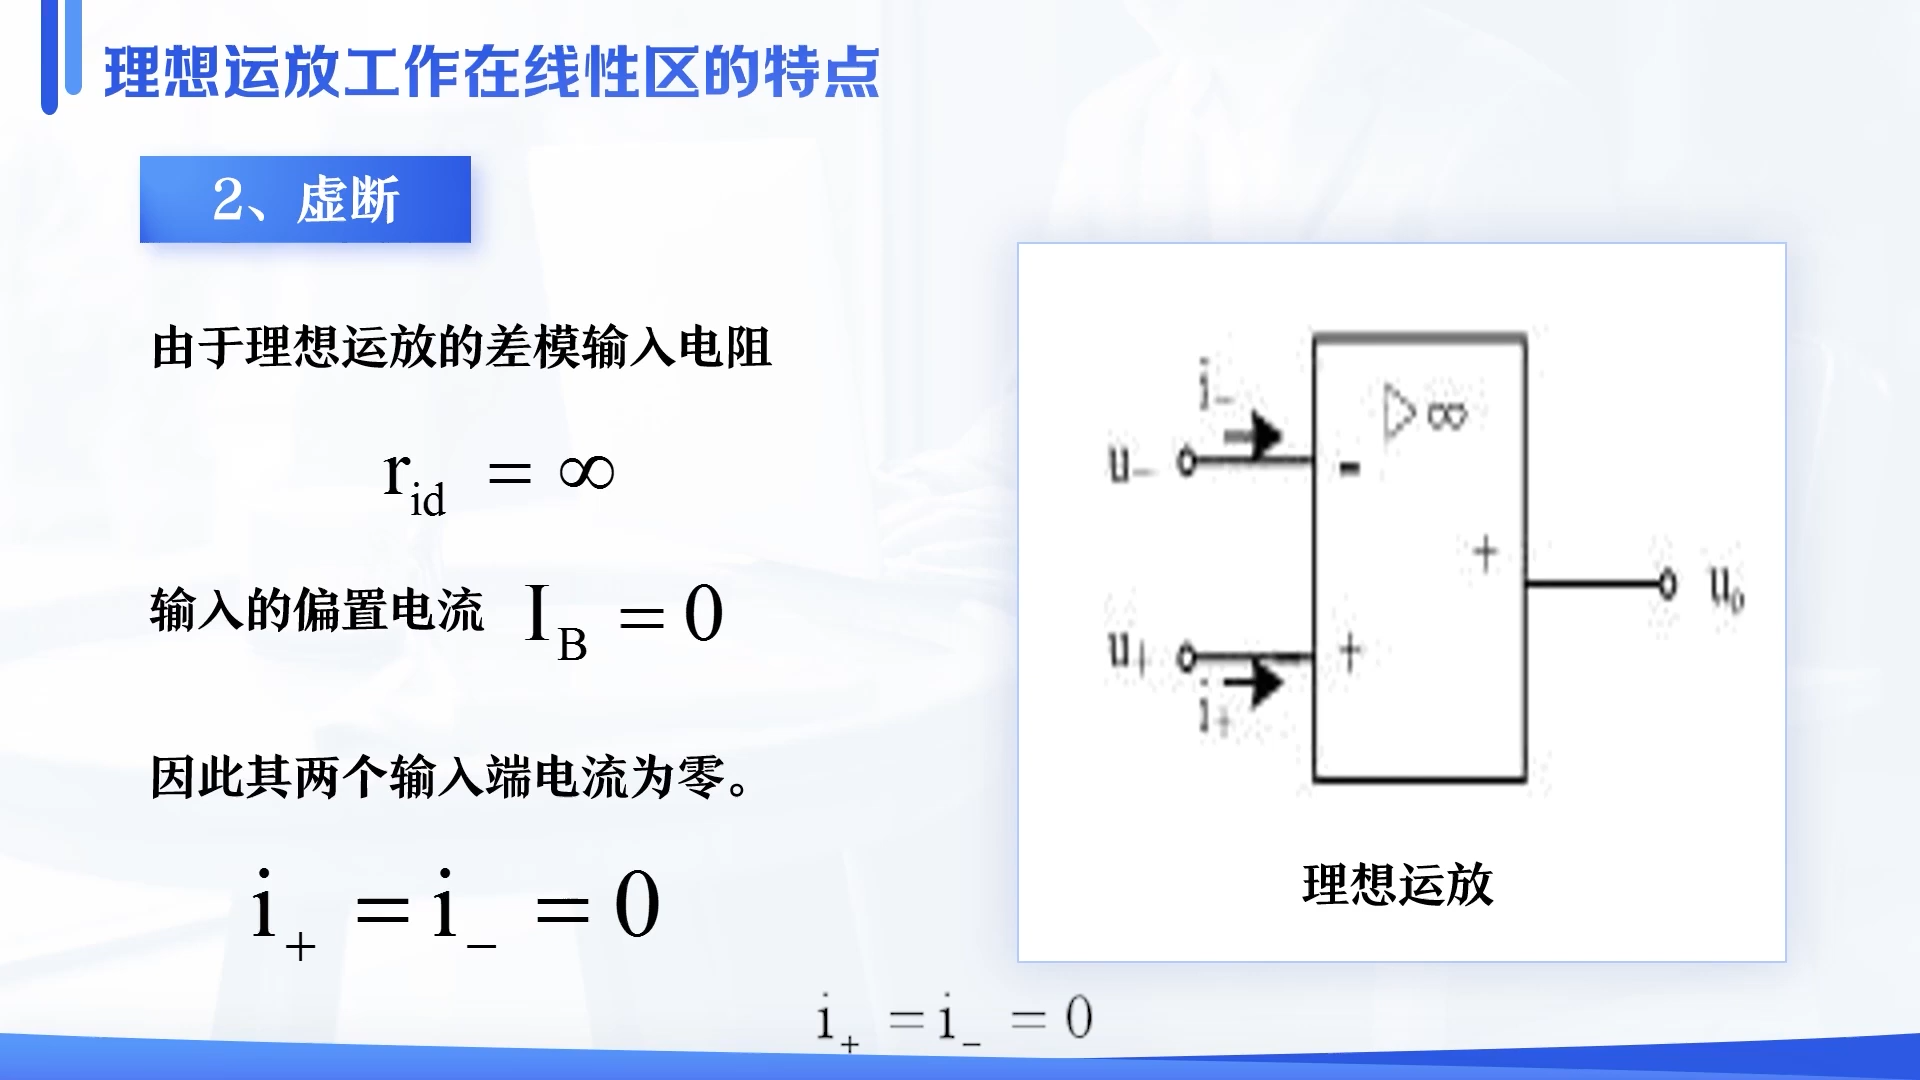 理想运放工作在线性区的特点
2、虚断
由于理想运放的差模输入电阻
r_id = ∞
输入的偏置电流 I_B = 0
因此其两个输入端电流为零。
i_+ = i_- = 0
i_-
▷∞
u_-
-
+
u_0
u_+
+
i_+
理想运放
i_+ = i_- = 0